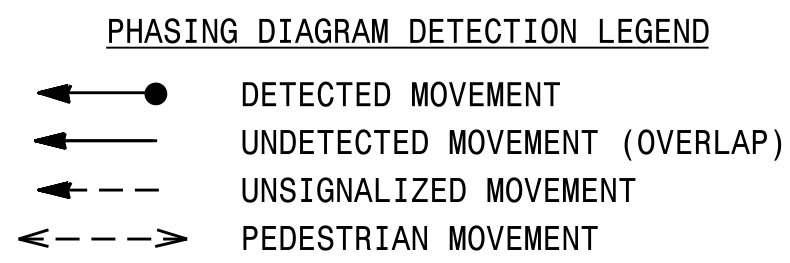 PHASING DIAGRAM DETECTION LEGEND
DETECTED MOVEMENT
UNDETECTED MOVEMENT (OVERLAP)
UNSIGNALIZED MOVEMENT
PEDESTRIAN MOVEMENT